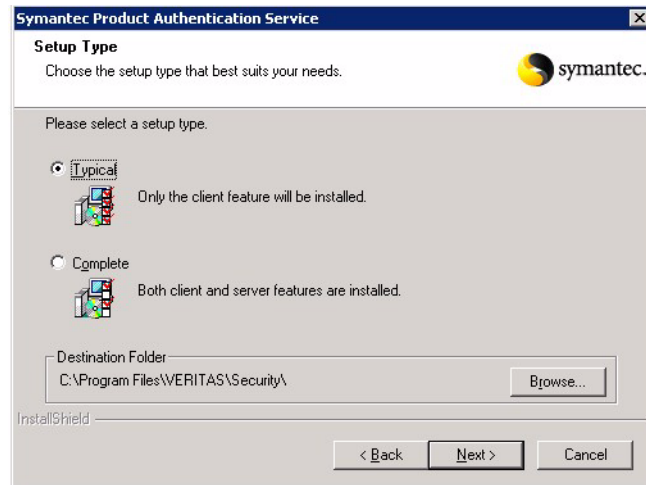 Symantec Product Authentication Service
Setup Type
Choose the setup type that best suits your needs.
symantec.
Please select a setup type.
Typical
Only the client feature will be installed.
Complete
Both client and server features are installed.
Destination Folder
C:\Program Files\VERITAS\Security\
Browse...
InstallShield
< Back Next > Cancel